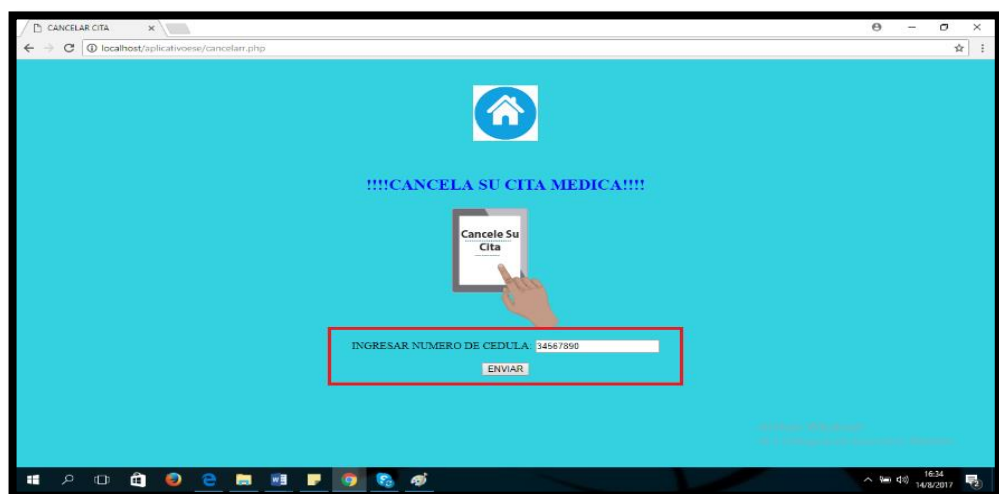 CANCELAR CITA
localhost/aplicativoese/cancelarr.php
!!!!CANCELA SU CITA MEDICA!!!!
Cancele Su
Cita
INGRESAR NUMERO DE CEDULA: 34567890
ENVIAR
16:34
14/8/2017